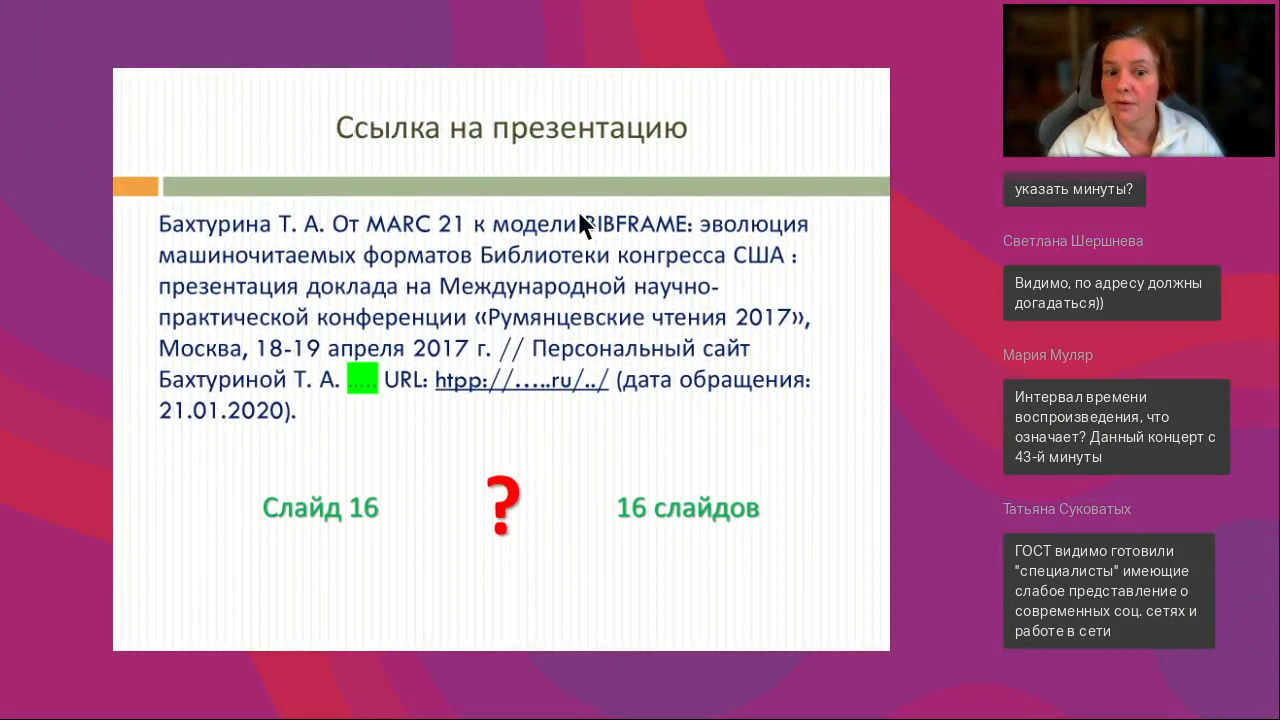 Ссылка на презентацию
Бахтурина Т. А. От MARC 21 к модели BIBFRAME: эволюция
машиночитаемых форматов Библиотеки конгресса США :
презентация доклада на Международной научно-
практической конференции «Румянцевские чтения 2017»,
Москва, 18-19 апреля 2017 г. // Персональный сайт
Бахтуриной Т. А. ..... URL: htpp://…..ru/../ (дата обращения:
21.01.2020).
Слайд 16 ? 16 слайдов
указать минуты?
Светлана Шершнева
Видимо, по адресу должны
догадаться))
Мария Муляр
Интервал времени
воспроизведения, что
означает? Данный концерт с
43-й минуты
Татьяна Суковатых
ГОСТ видимо готовили
"специалисты" имеющие
слабое представление о
современных соц. сетях и
работе в сети